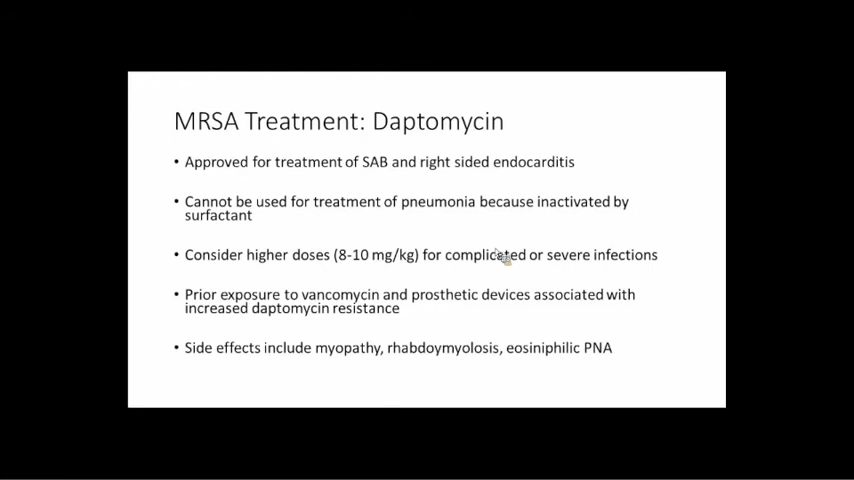 MRSA Treatment: Daptomycin
• Approved for treatment of SAB and right sided endocarditis
• Cannot be used for treatment of pneumonia because inactivated by
surfactant
• Consider higher doses (8-10 mg/kg) for complicated or severe infections
• Prior exposure to vancomycin and prosthetic devices associated with
increased daptomycin resistance
• Side effects include myopathy, rhabdoymyolosis, eosiniphilic PNA